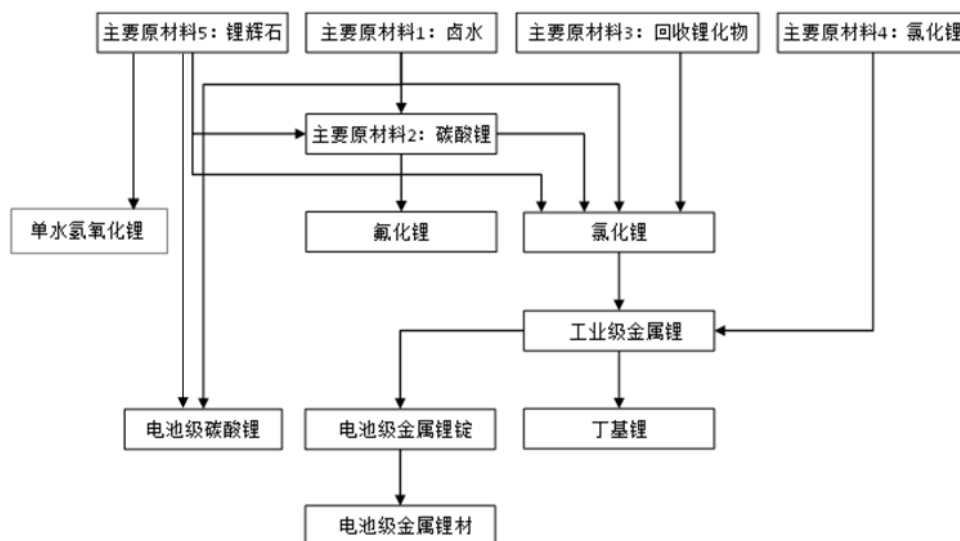 主要原材料5：锂辉石
主要原材料1：卤水
主要原材料3：回收锂化物
主要原材料4：氯化锂
主要原材料2：碳酸锂
单水氢氧化锂
氟化锂
氯化锂
工业级金属锂
电池级碳酸锂
电池级金属锂锭
丁基锂
电池级金属锂材